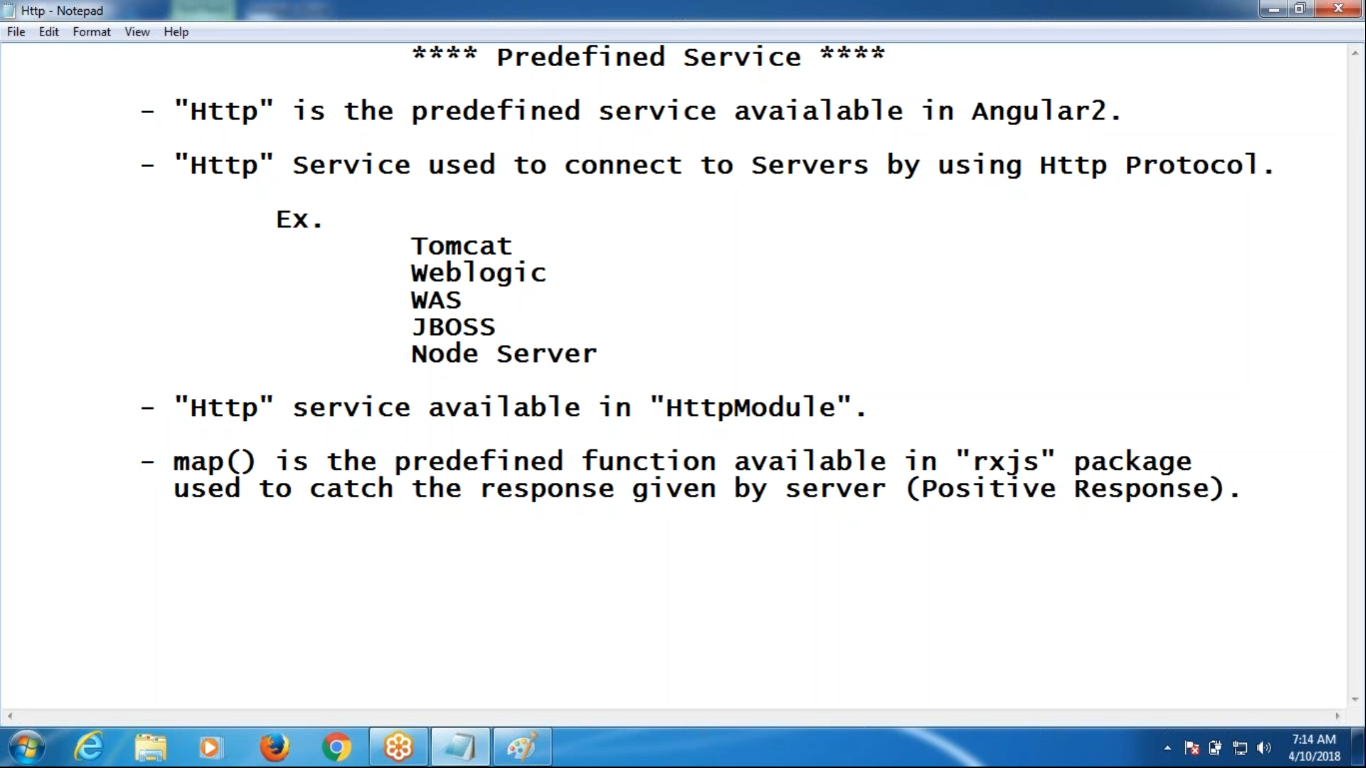 Http - Notepad
File Edit Format View Help
**** Predefined Service ****
- "Http" is the predefined service avaialable in Angular2.
- "Http" Service used to connect to Servers by using Http Protocol.
Ex.
Tomcat
Weblogic
WAS
JBOSS
Node Server
- "Http" service available in "HttpModule".
- map() is the predefined function available in "rxjs" package
used to catch the response given by server (Positive Response).
7:14 AM
4/10/2018